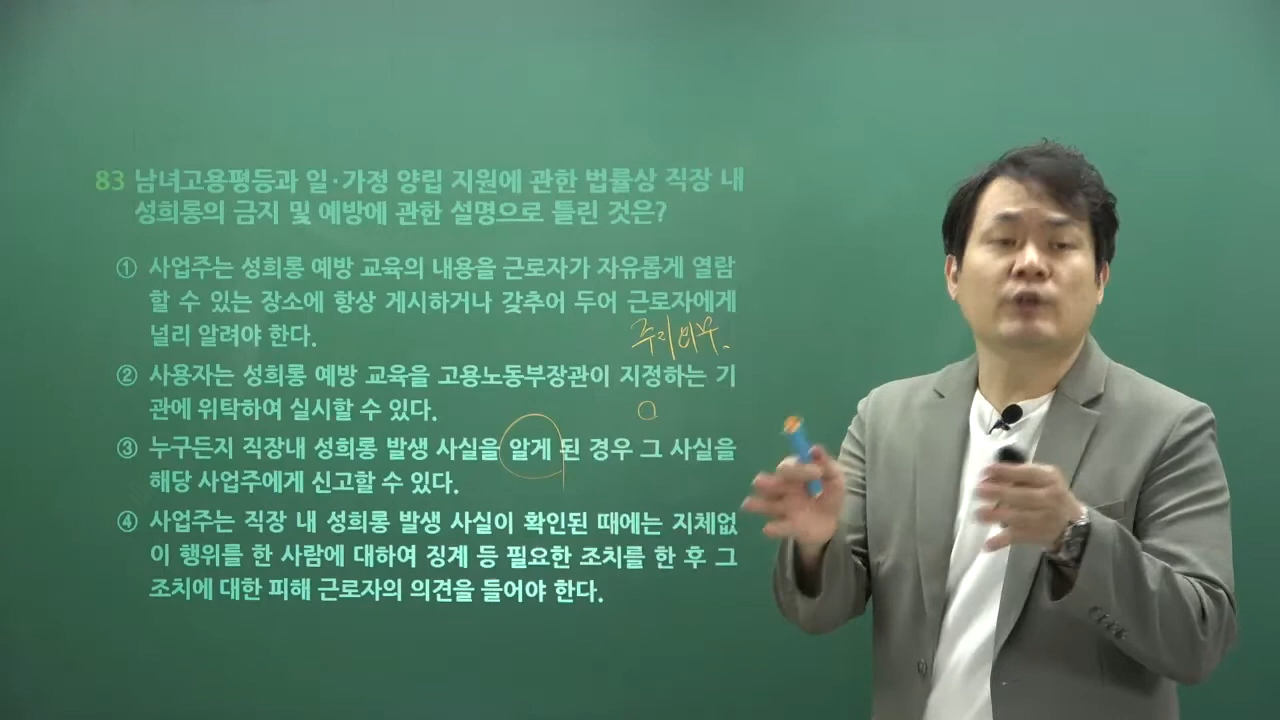 83 남녀고용평등과 일·가정 양립 지원에 관한 법률상 직장 내
성희롱의 금지 및 예방에 관한 설명으로 틀린 것은?
① 사업주는 성희롱 예방 교육의 내용을 근로자가 자유롭게 열람
할 수 있는 장소에 항상 게시하거나 갖추어 두어 근로자에게
널리 알려야 한다.
② 사용자는 성희롱 예방 교육을 고용노동부장관이 지정하는 기
관에 위탁하여 실시할 수 있다.
③ 누구든지 직장내 성희롱 발생 사실을 알게 된 경우 그 사실을
해당 사업주에게 신고할 수 있다.
④ 사업주는 직장 내 성희롱 발생 사실이 확인된 때에는 지체없
이 행위를 한 사람에 대하여 징계 등 필요한 조치를 한 후 그
조치에 대한 피해 근로자의 의견을 들어야 한다.